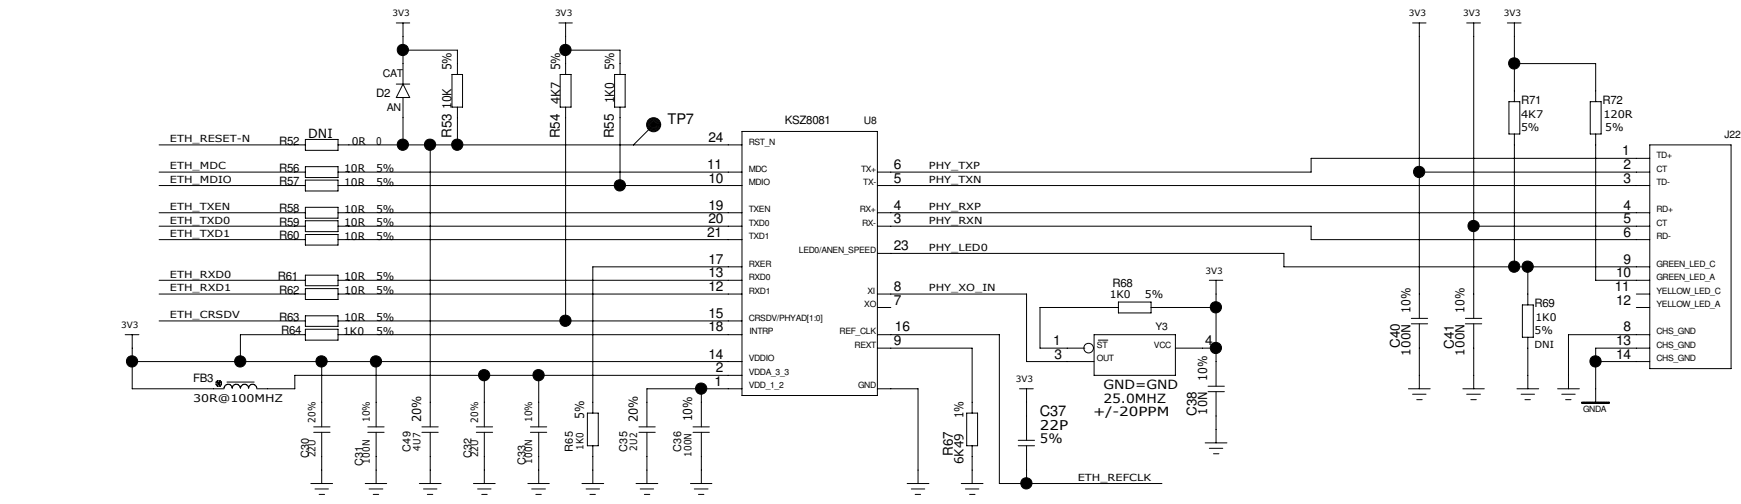 3V3 3V3 3V3 3V3 3V3
CAT
D2
AN
R53 10K 5%
R54 4K7 5%
R55 1K0 5%
TP7
KSZ8081 U8
R71
4K7
5%
R72
120R
5%
J22
ETH_RESET-N R52 DNI 0R 0 24 RST_N
ETH_MDC R56 10R 5% 11 MDC
ETH_MDIO R57 10R 5% 10 MDIO
ETH_TXEN R58 10R 5% 19 TXEN
ETH_TXD0 R59 10R 5% 20 TXD0
ETH_TXD1 R60 10R 5% 21 TXD1
17 RXER
ETH_RXD0 R61 10R 5% 13 RXD0
ETH_RXD1 R62 10R 5% 12 RXD1
ETH_CRSDV R63 10R 5% 15 CRSDV/PHYAD[1:0]
R64 1K0 5% 18 INTRP
3V3
14 VDDIO
2 VDDA_3_3
1 VDD_1_2
FB3
30R@100MHZ
TX+ 6 PHY_TXP
TX- 5 PHY_TXN
RX+ 4 PHY_RXP
RX- 3 PHY_RXN
LED0/ANEN_SPEED 23 PHY_LED0
XI 8 PHY_XO_IN
XO 7
REF_CLK 16
REXT 9
GND
1 TD+
2 CT
3 TD-
4 RD+
5 CT
6 RD-
9 GREEN_LED_C
10 GREEN_LED_A
11 YELLOW_LED_C
12 YELLOW_LED_A
8 CHS_GND
13 CHS_GND
14 CHS_GND
GNDA
R68
1K0 5%
3V3
Y3
1 ST VCC 4
3 OUT
GND=GND
25.0MHZ
+/-20PPM
C38 10N 10%
C40 100N 10%
C41 100N 10%
R69
1K0
5%
DNI
C30 22U 20%
C31 100N 10%
C49 4U7 20%
C32 22U 20%
C33 100N 10%
R65 1K0 5%
C35 2U2 20%
C36 100N 10%
R67 6K49 1%
3V3
C37
22P
5%
ETH_REFCLK